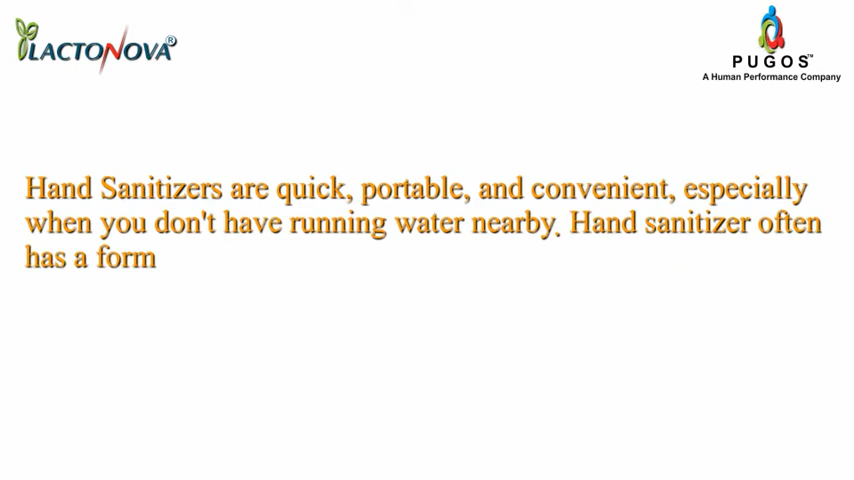 LACTONOVA®
PUGOS™
A Human Performance Company
Hand Sanitizers are quick, portable, and convenient, especially
when you don't have running water nearby. Hand sanitizer often
has a form